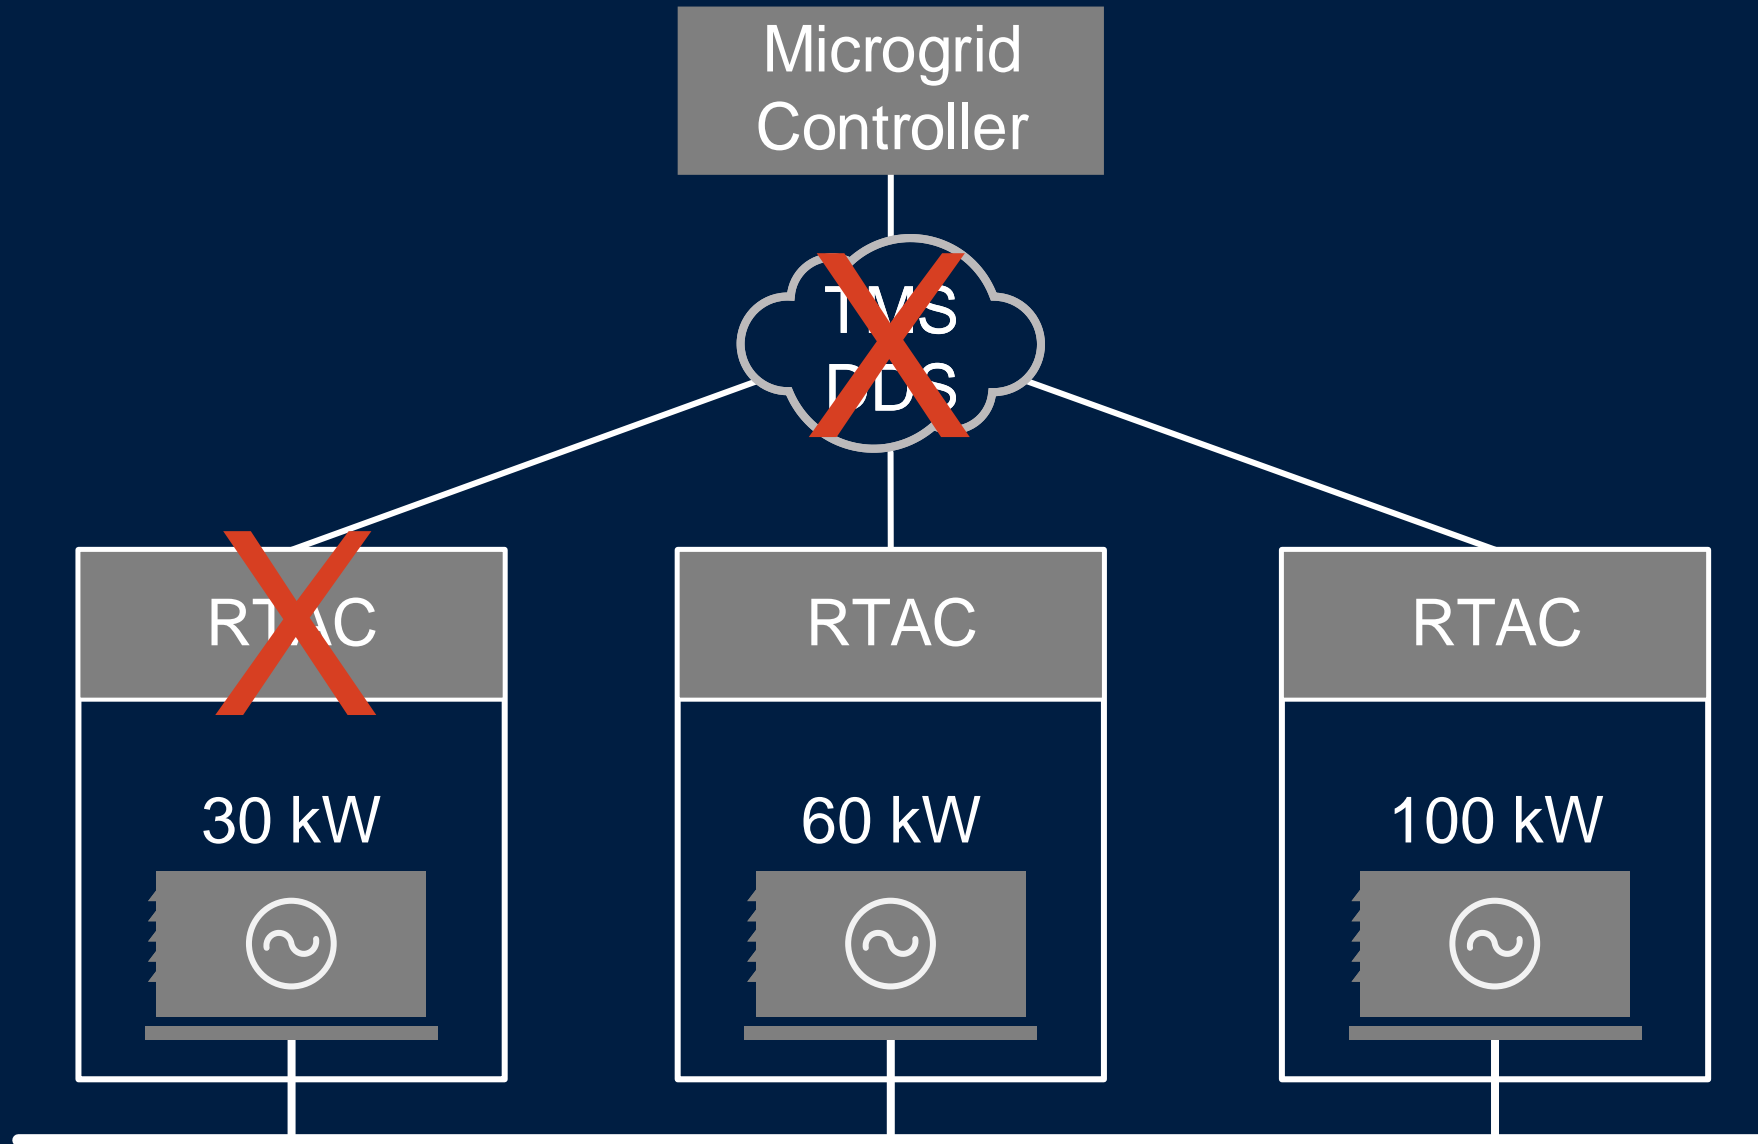 Microgrid
Controller
TMS
DDS
RTAC
RTAC
RTAC
30 kW
60 kW
100 kW